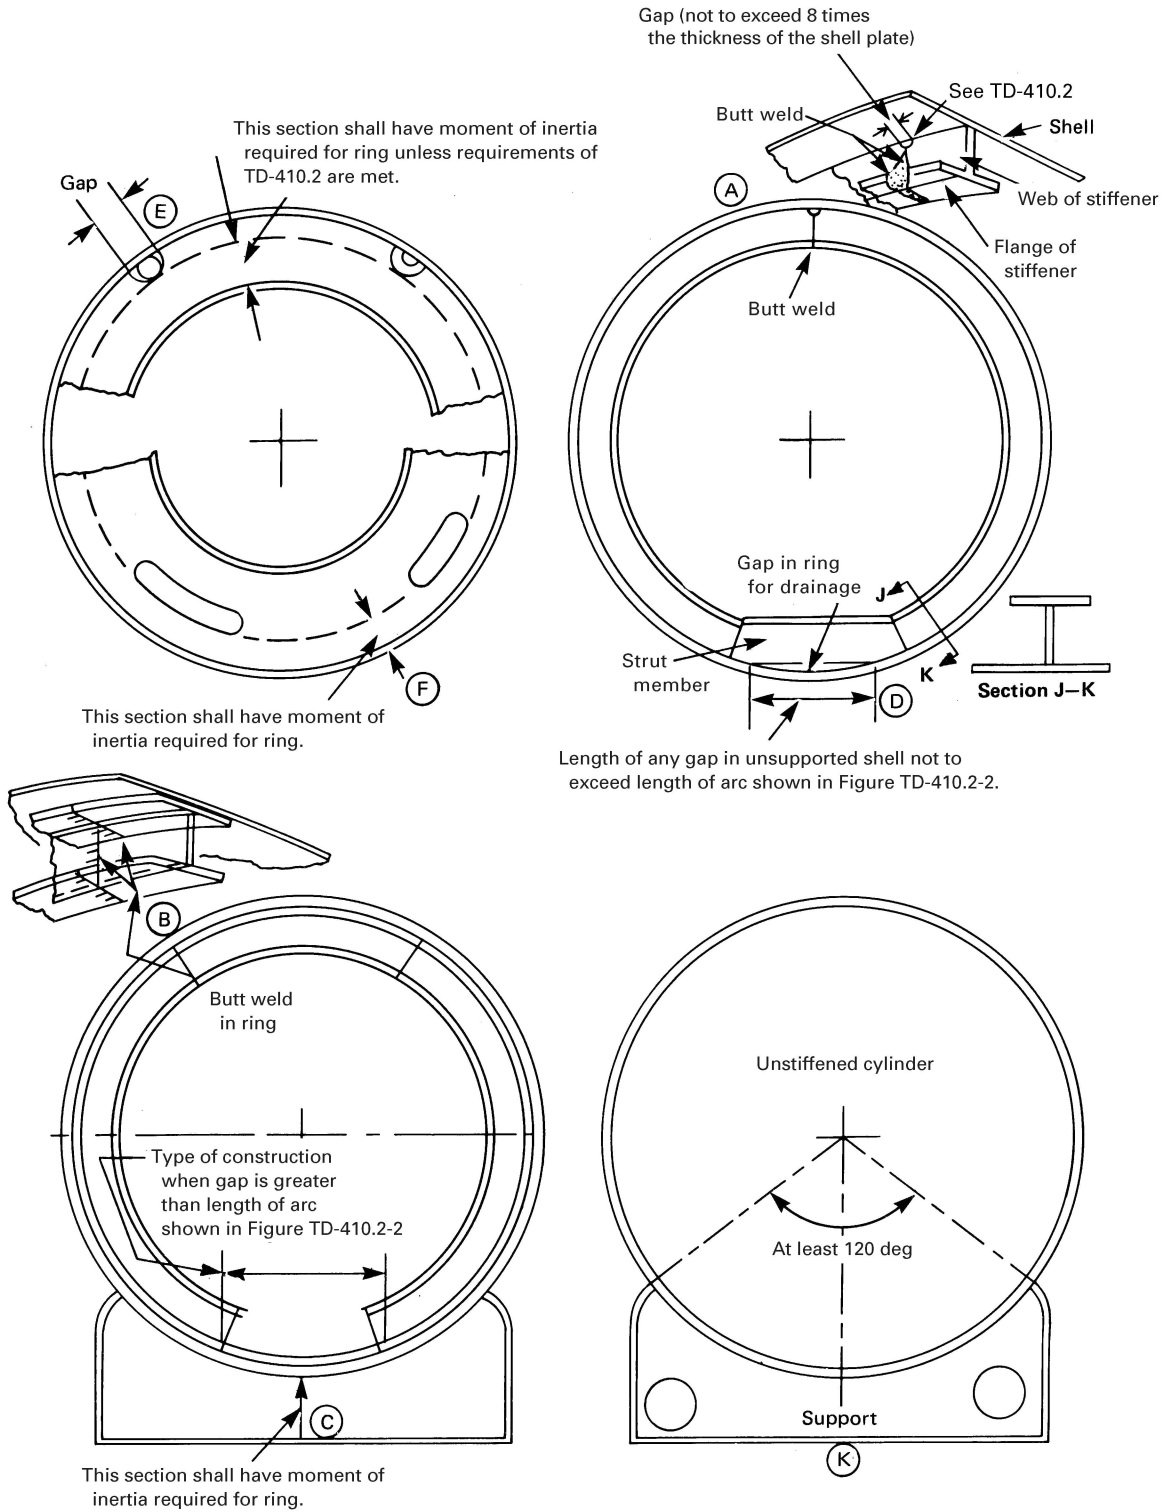 Gap (not to exceed 8 times
the thickness of the shell plate)
See TD-410.2
Butt weld
Shell
This section shall have moment of inertia
required for ring unless requirements of
TD-410.2 are met.
Gap
E
A
Web of stiffener
Flange of
stiffener
Butt weld
Gap in ring
for drainage
J
Strut
member
K
F
D
Section J–K
This section shall have moment of
inertia required for ring.
Length of any gap in unsupported shell not to
exceed length of arc shown in Figure TD-410.2-2.
B
Butt weld
in ring
Unstiffened cylinder
Type of construction
when gap is greater
than length of arc
shown in Figure TD-410.2-2
At least 120 deg
C
Support
K
This section shall have moment of
inertia required for ring.